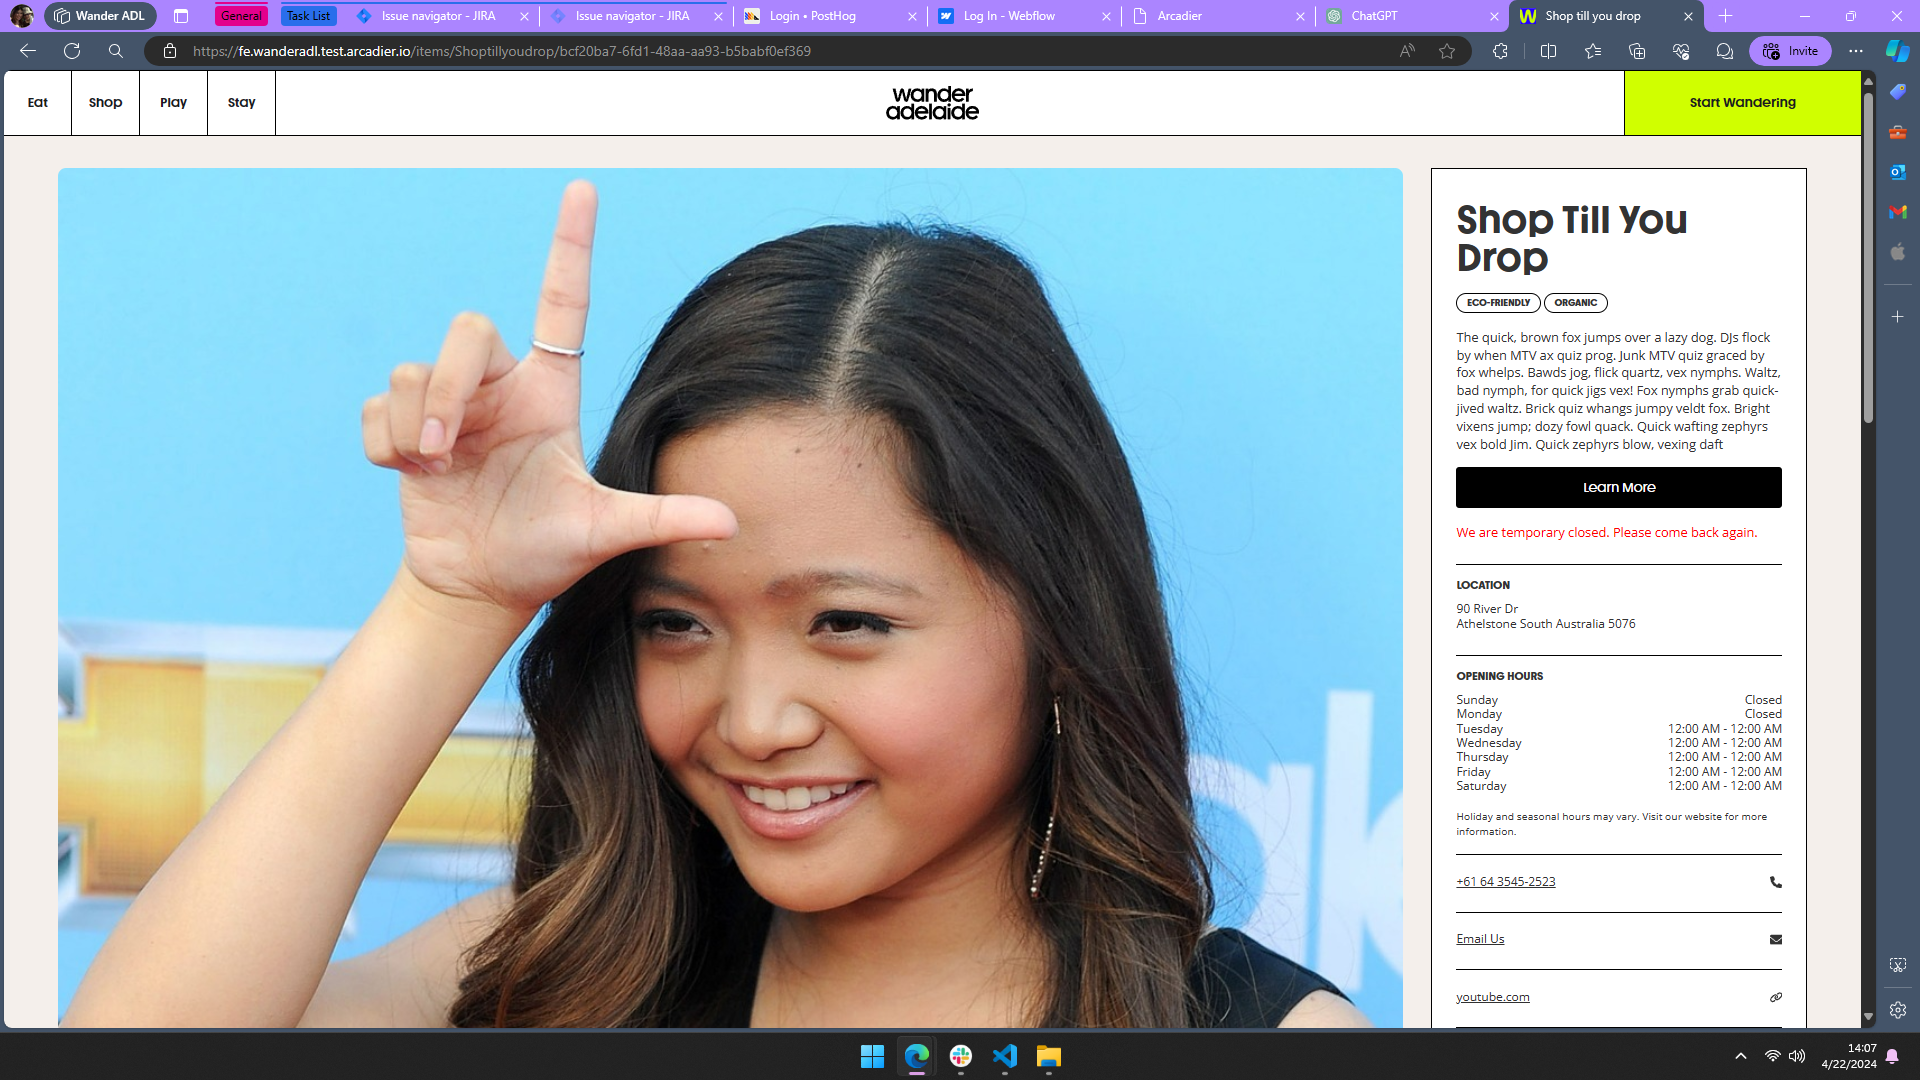 Wander ADL
General
Task List
Issue navigator - JIRA
Issue navigator - JIRA
Login • PostHog
Log In - Webflow
Arcadier
ChatGPT
Shop till you drop
https://fe.wanderadl.test.arcadier.io/items/Shoptillyoudrop/bcf20ba7-6fd1-48aa-aa93-b5babf0ef369
Invite
Eat
Shop
Play
Stay
wander
adelaide
Start Wandering
Shop Till You
Drop
ECO-FRIENDLY
ORGANIC
The quick, brown fox jumps over a lazy dog. DJs flock
by when MTV ax quiz prog. Junk MTV quiz graced by
fox whelps. Bawds jog, flick quartz, vex nymphs. Waltz,
bad nymph, for quick jigs vex! Fox nymphs grab quick-
jived waltz. Brick quiz whangs jumpy veldt fox. Bright
vixens jump; dozy fowl quack. Quick wafting zephyrs
vex bold Jim. Quick zephyrs blow, vexing daft
Learn More
We are temporary closed. Please come back again.
LOCATION
90 River Dr
Athelstone South Australia 5076
OPENING HOURS
Sunday Closed
Monday Closed
Tuesday 12:00 AM - 12:00 AM
Wednesday 12:00 AM - 12:00 AM
Thursday 12:00 AM - 12:00 AM
Friday 12:00 AM - 12:00 AM
Saturday 12:00 AM - 12:00 AM
Holiday and seasonal hours may vary. Visit our website for more
information.
+61 64 3545-2523
Email Us
youtube.com
14:07
4/22/2024